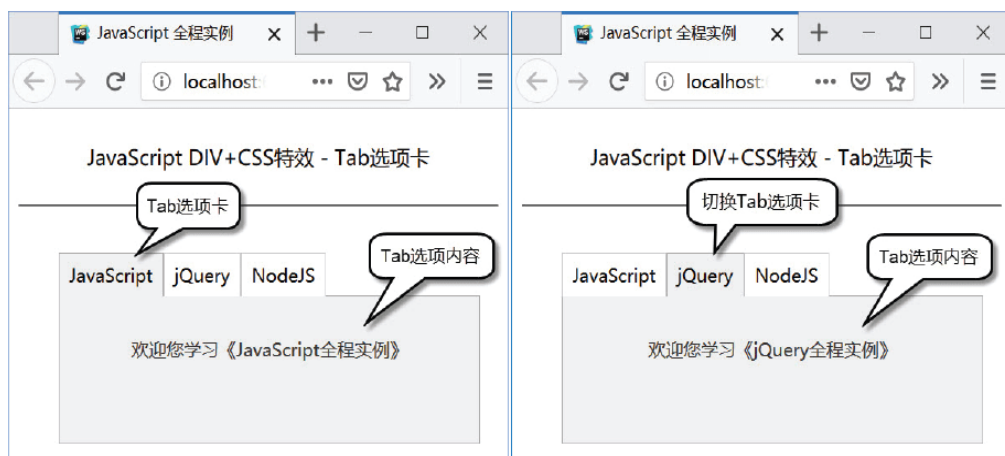 JavaScript 全程实例
localhost:
JavaScript DIV+CSS特效 - Tab选项卡
Tab选项卡
Tab选项内容
JavaScript jQuery NodeJS
欢迎您学习《JavaScript全程实例》
JavaScript 全程实例
localhost:
JavaScript DIV+CSS特效 - Tab选项卡
切换Tab选项卡
Tab选项内容
JavaScript jQuery NodeJS
欢迎您学习《jQuery全程实例》